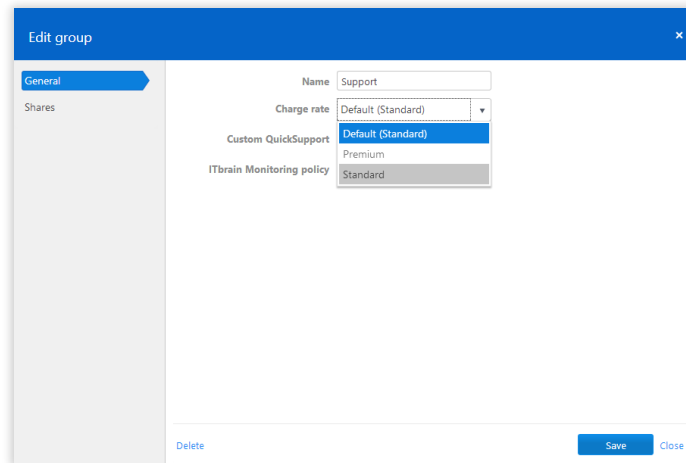 Edit group
×
General
Shares
Name Support
Charge rate Default (Standard)
Custom QuickSupport Default (Standard)
Premium
ITbrain Monitoring policy Standard
Delete Save Close